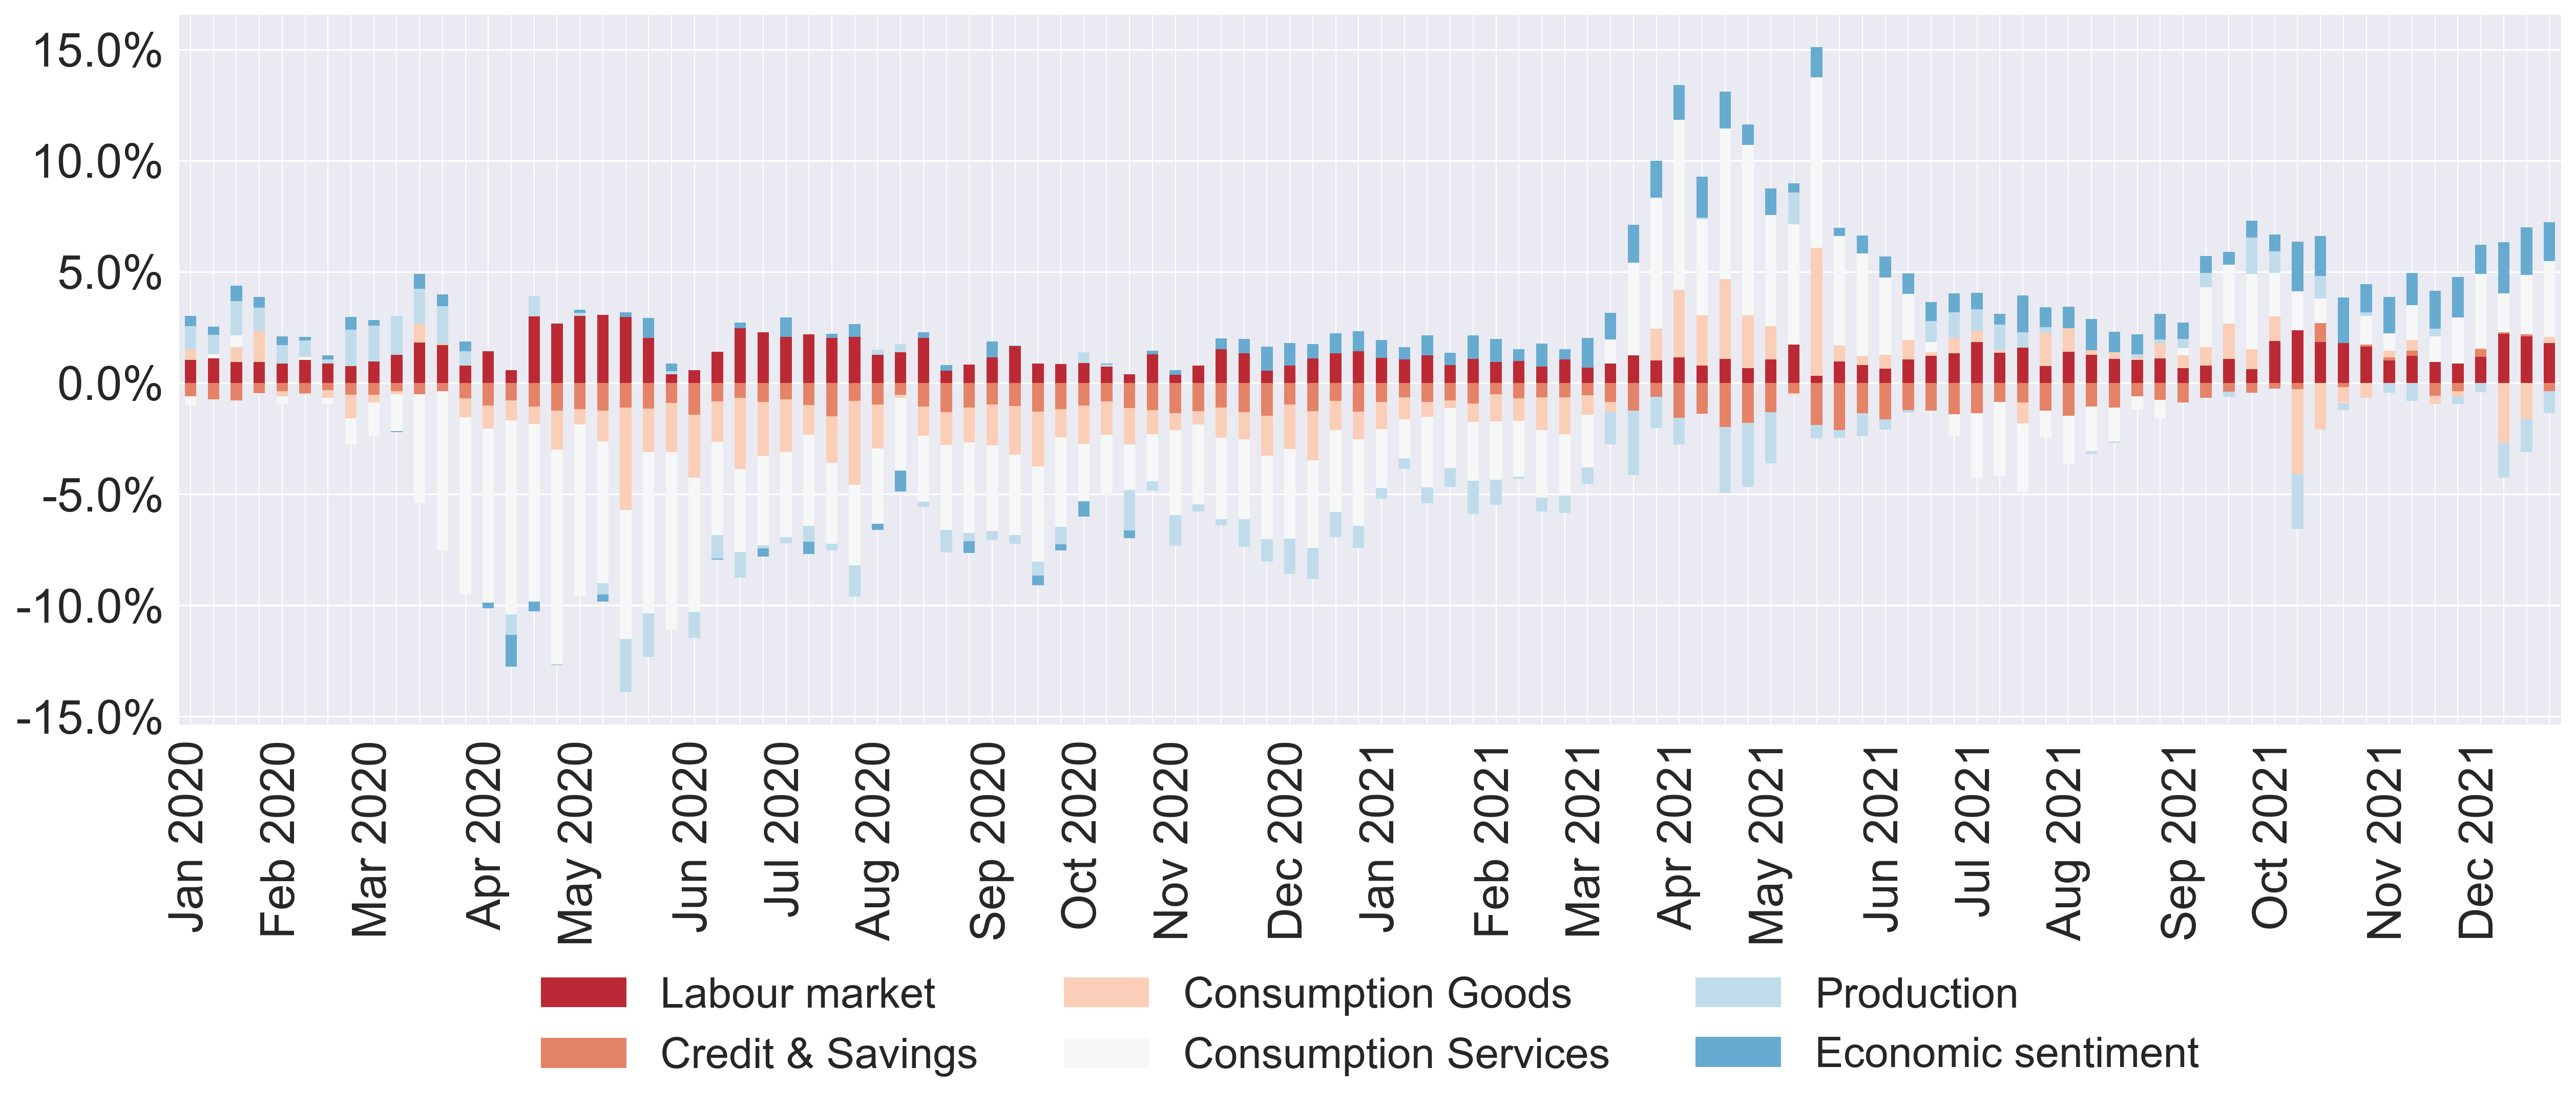 15.0%
10.0%
5.0%
0.0%
-5.0%
-10.0%
-15.0%
Jan 2020
Feb 2020
Mar 2020
Apr 2020
May 2020
Jun 2020
Jul 2020
Aug 2020
Sep 2020
Oct 2020
Nov 2020
Dec 2020
Jan 2021
Feb 2021
Mar 2021
Apr 2021
May 2021
Jun 2021
Jul 2021
Aug 2021
Sep 2021
Oct 2021
Nov 2021
Dec 2021
Labour market
Consumption Goods
Production
Credit & Savings
Consumption Services
Economic sentiment